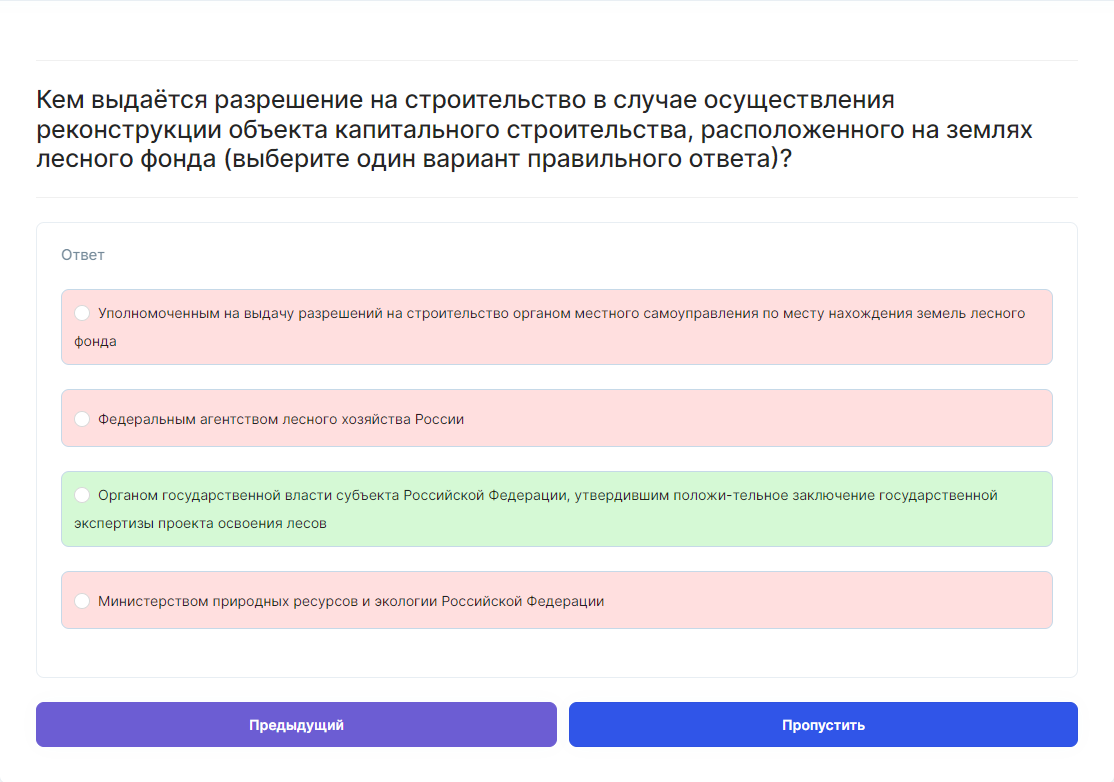 Кем выдаётся разрешение на строительство в случае осуществления
реконструкции объекта капитального строительства, расположенного на землях
лесного фонда (выберите один вариант правильного ответа)?
Ответ
Уполномоченным на выдачу разрешений на строительство органом местного самоуправления по месту нахождения земель лесного
фонда
Федеральным агентством лесного хозяйства России
Органом государственной власти субъекта Российской Федерации, утвердившим положи-тельное заключение государственной
экспертизы проекта освоения лесов
Министерством природных ресурсов и экологии Российской Федерации
Предыдущий
Пропустить